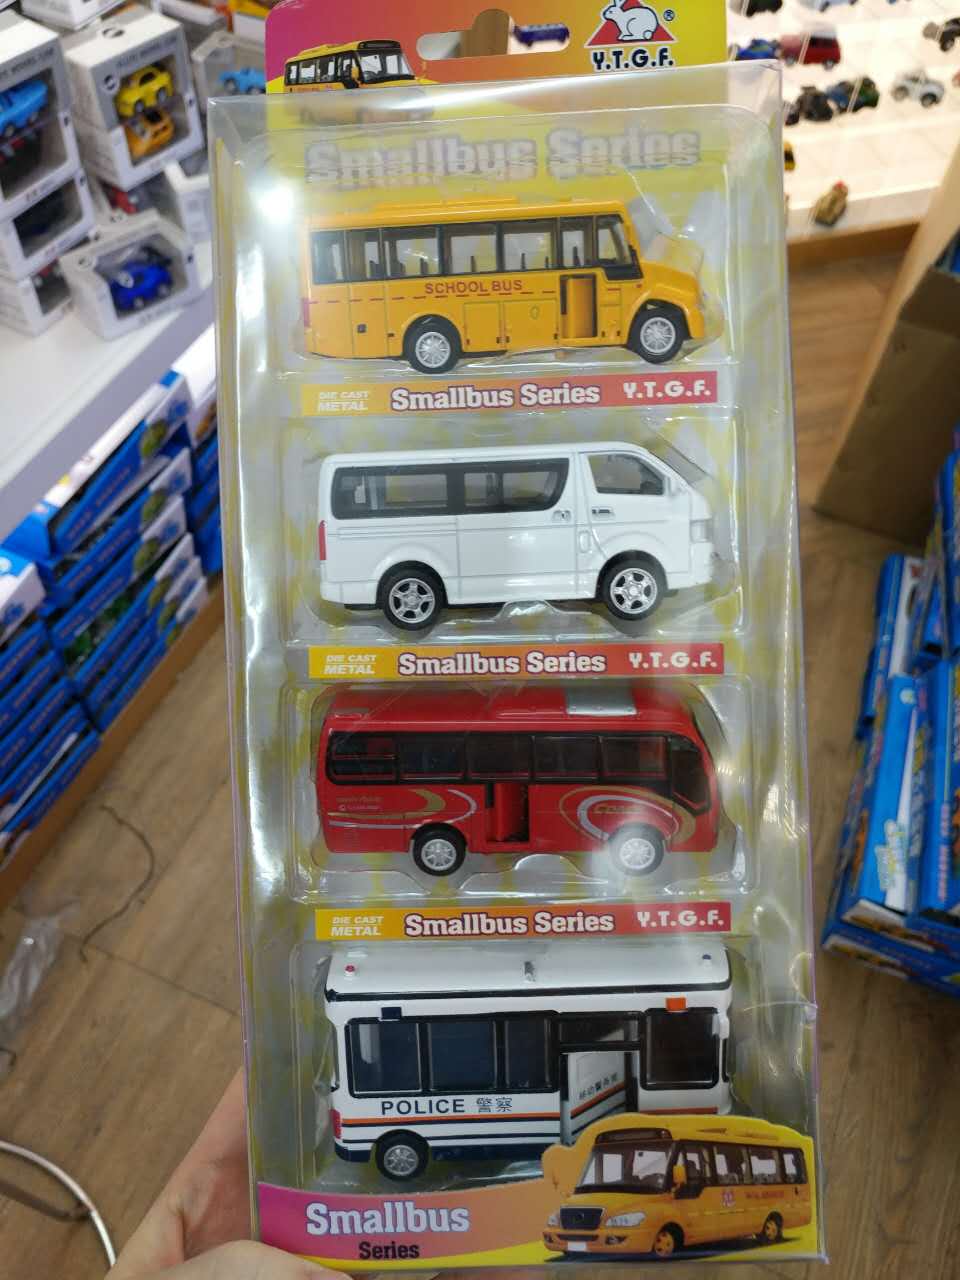 Y.T.G.F.
Smallbus Series
SCHOOL BUS
DIE CAST
METAL
Smallbus Series
Y.T.G.F.
DIE CAST
METAL
Smallbus Series
Y.T.G.F.
DIE CAST
METAL
Smallbus Series
Y.T.G.F.
POLICE 警察
Smallbus
Series